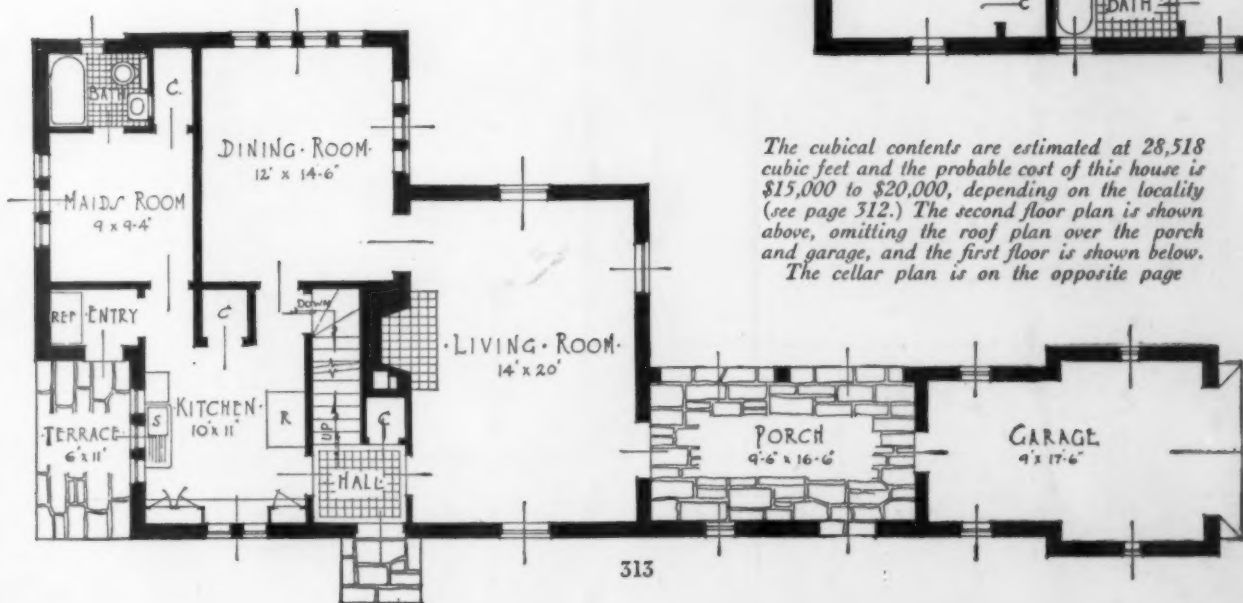 C
BATH
The cubical contents are estimated at 28,518
cubic feet and the probable cost of this house is
$15,000 to $20,000, depending on the locality
(see page 312.) The second floor plan is shown
above, omitting the roof plan over the porch
and garage, and the first floor is shown below.
The cellar plan is on the opposite page
BATH
C.
DINING · ROOM ·
12' x 14-6"
· MAIDS ROOM
9 x 9-4"
REF · ENTRY
C
DOWN
· LIVING · ROOM ·
14' x 20'
KITCHEN ·
10' x 11'
S
R
UP
C
· TERRACE ·
6' x 11'
HALL
PORCH
9'-6" x 16-6"
GARAGE
9' x 17-6"
313